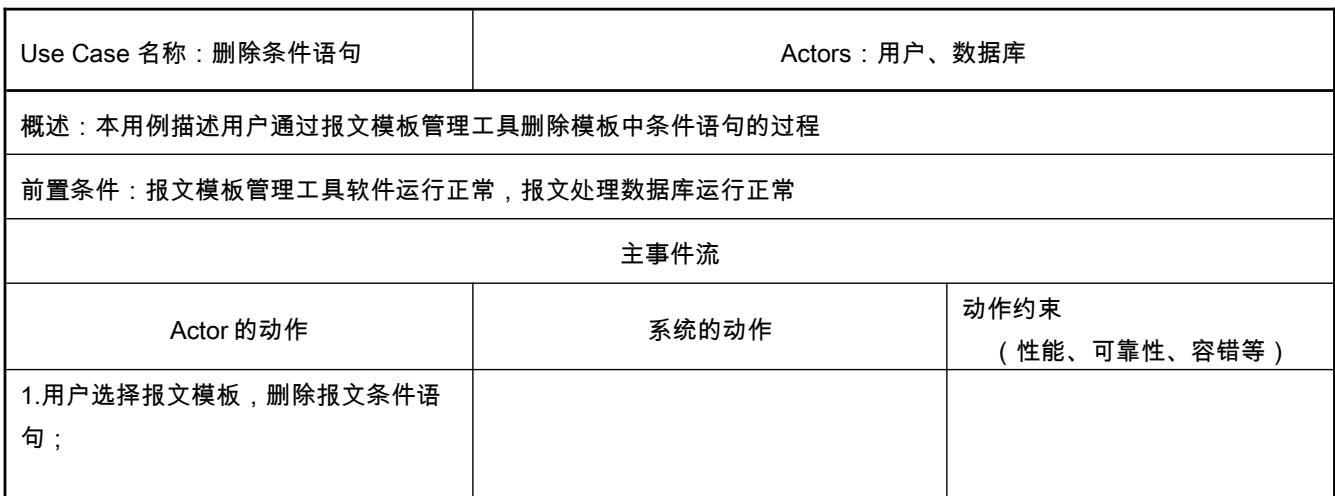 Use Case 名称：删除条件语句
Actors：用户、数据库
概述：本用例描述用户通过报文模板管理工具删除模板中条件语句的过程
前置条件：报文模板管理工具软件运行正常，报文处理数据库运行正常
主事件流
Actor 的动作
系统的动作
动作约束
（性能、可靠性、容错等）
1.用户选择报文模板，删除报文条件语
句；